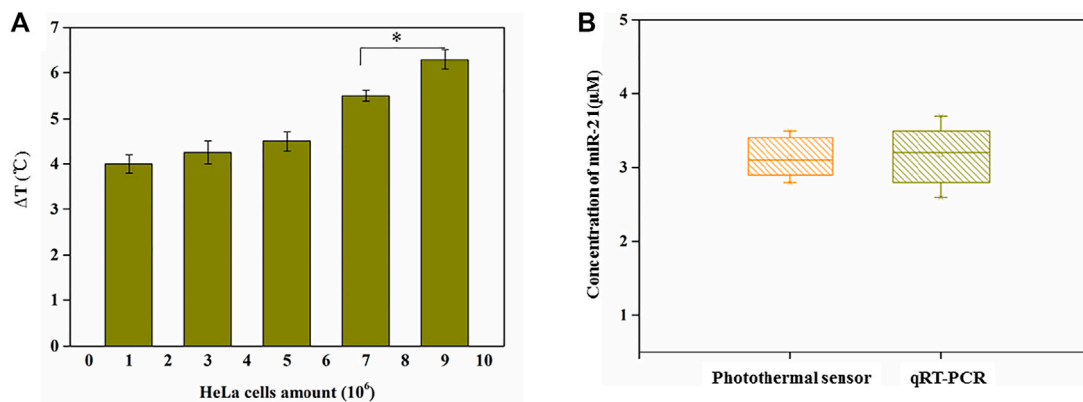 A
7
6
5
4
3
2
1
0
ΔT (℃)
*
0 1 2 3 4 5 6 7 8 9 10
HeLa cells amount (10⁶)
B
5
4
3
2
1
Concentration of miR-21(μM)
Photothermal sensor qRT-PCR